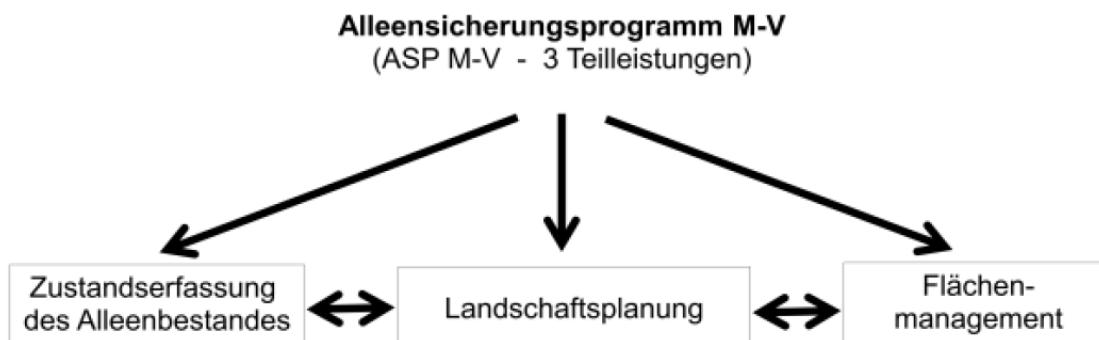 Alleensicherungsprogramm M-V
(ASP M-V - 3 Teilleistungen)
Zustandserfassung
des Alleenbestandes
Landschaftsplanung
Flächen-
management